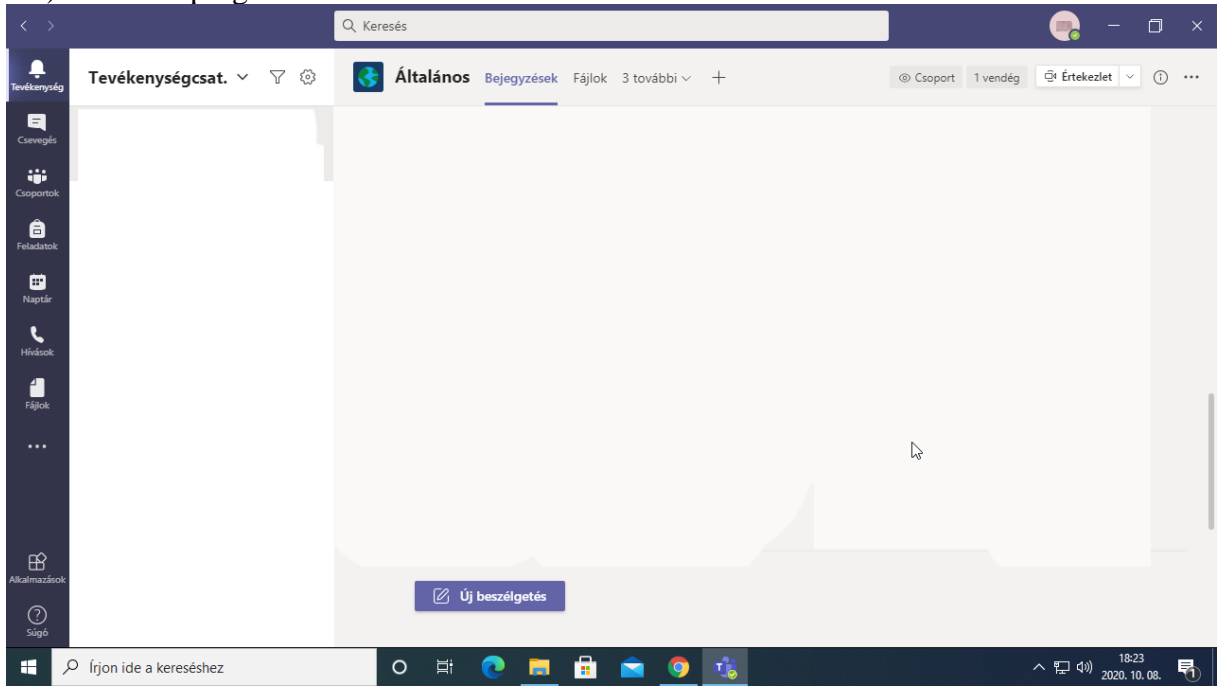 Keresés
Tevékenység
Tevékenységcsat.
Általános Bejegyzések Fájlok 3 további
Csoport 1 vendég Értekezlet
Csevegés
Csoportok
Feladatok
Naptár
Hívások
Fájlok
Alkalmazások
Súgó
Új beszélgetés
Írjon ide a kereséshez
18:23
2020. 10. 08.
1